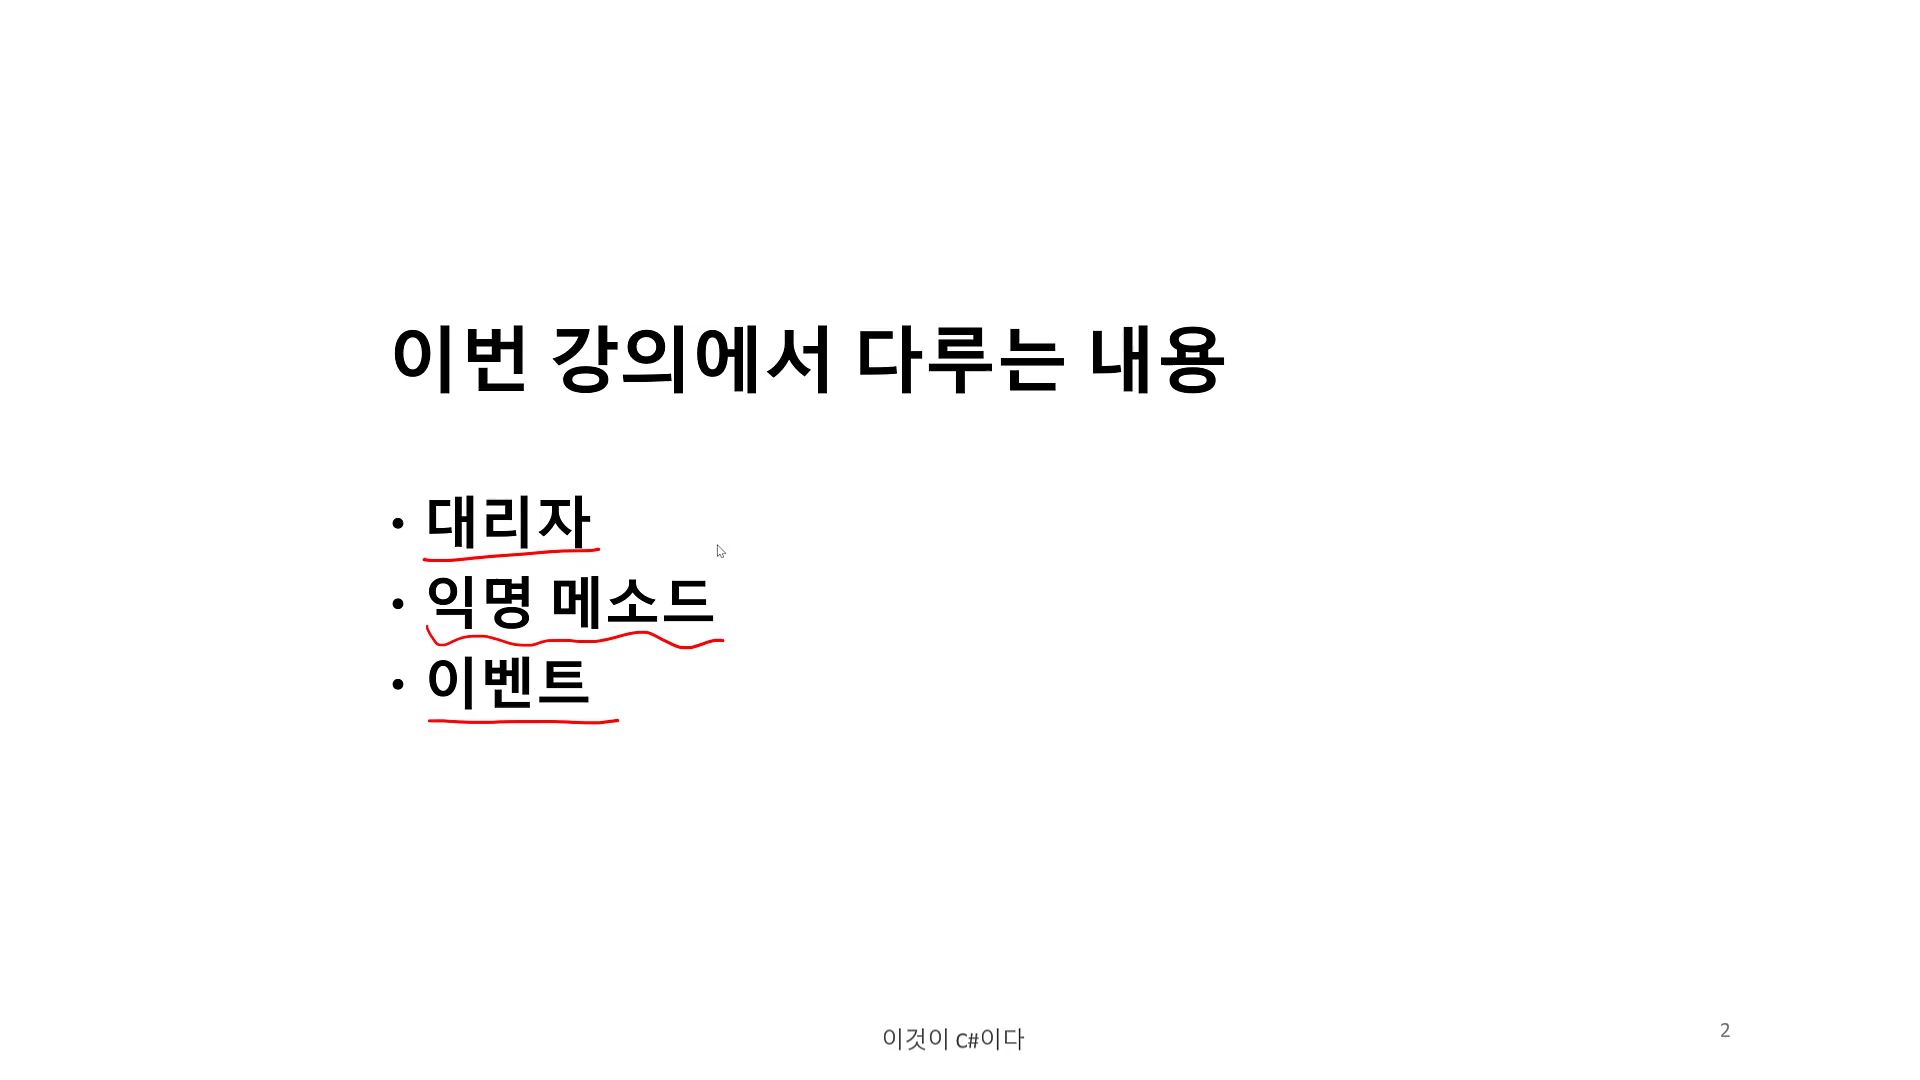 이번 강의에서 다루는 내용
• 대리자
• 익명 메소드
• 이벤트
이것이 C#이다
2